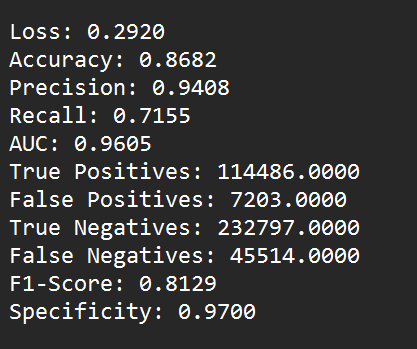 Loss: 0.2920
Accuracy: 0.8682
Precision: 0.9408
Recall: 0.7155
AUC: 0.9605
True Positives: 114486.0000
False Positives: 7203.0000
True Negatives: 232797.0000
False Negatives: 45514.0000
F1-Score: 0.8129
Specificity: 0.9700